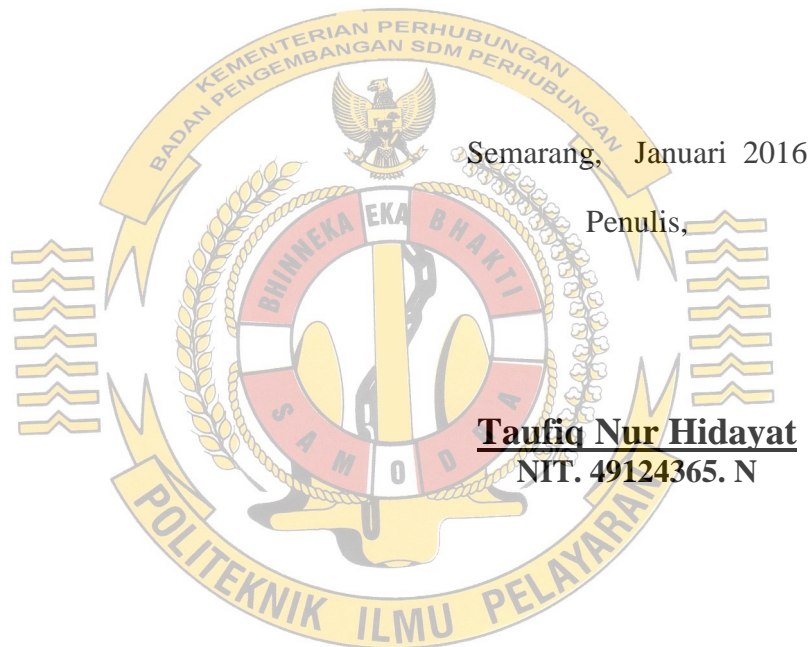 KEMENTERIAN PERHUBUNGAN
BADAN PENGEMBANGAN SDM PERHUBUNGAN
Semarang, Januari 2016
Penulis,
BHINNEKA EKA BHAKTI
SAMODRA
Taufiq Nur Hidayat
NIT. 49124365. N
POLITEKNIK ILMU PELAYARAN